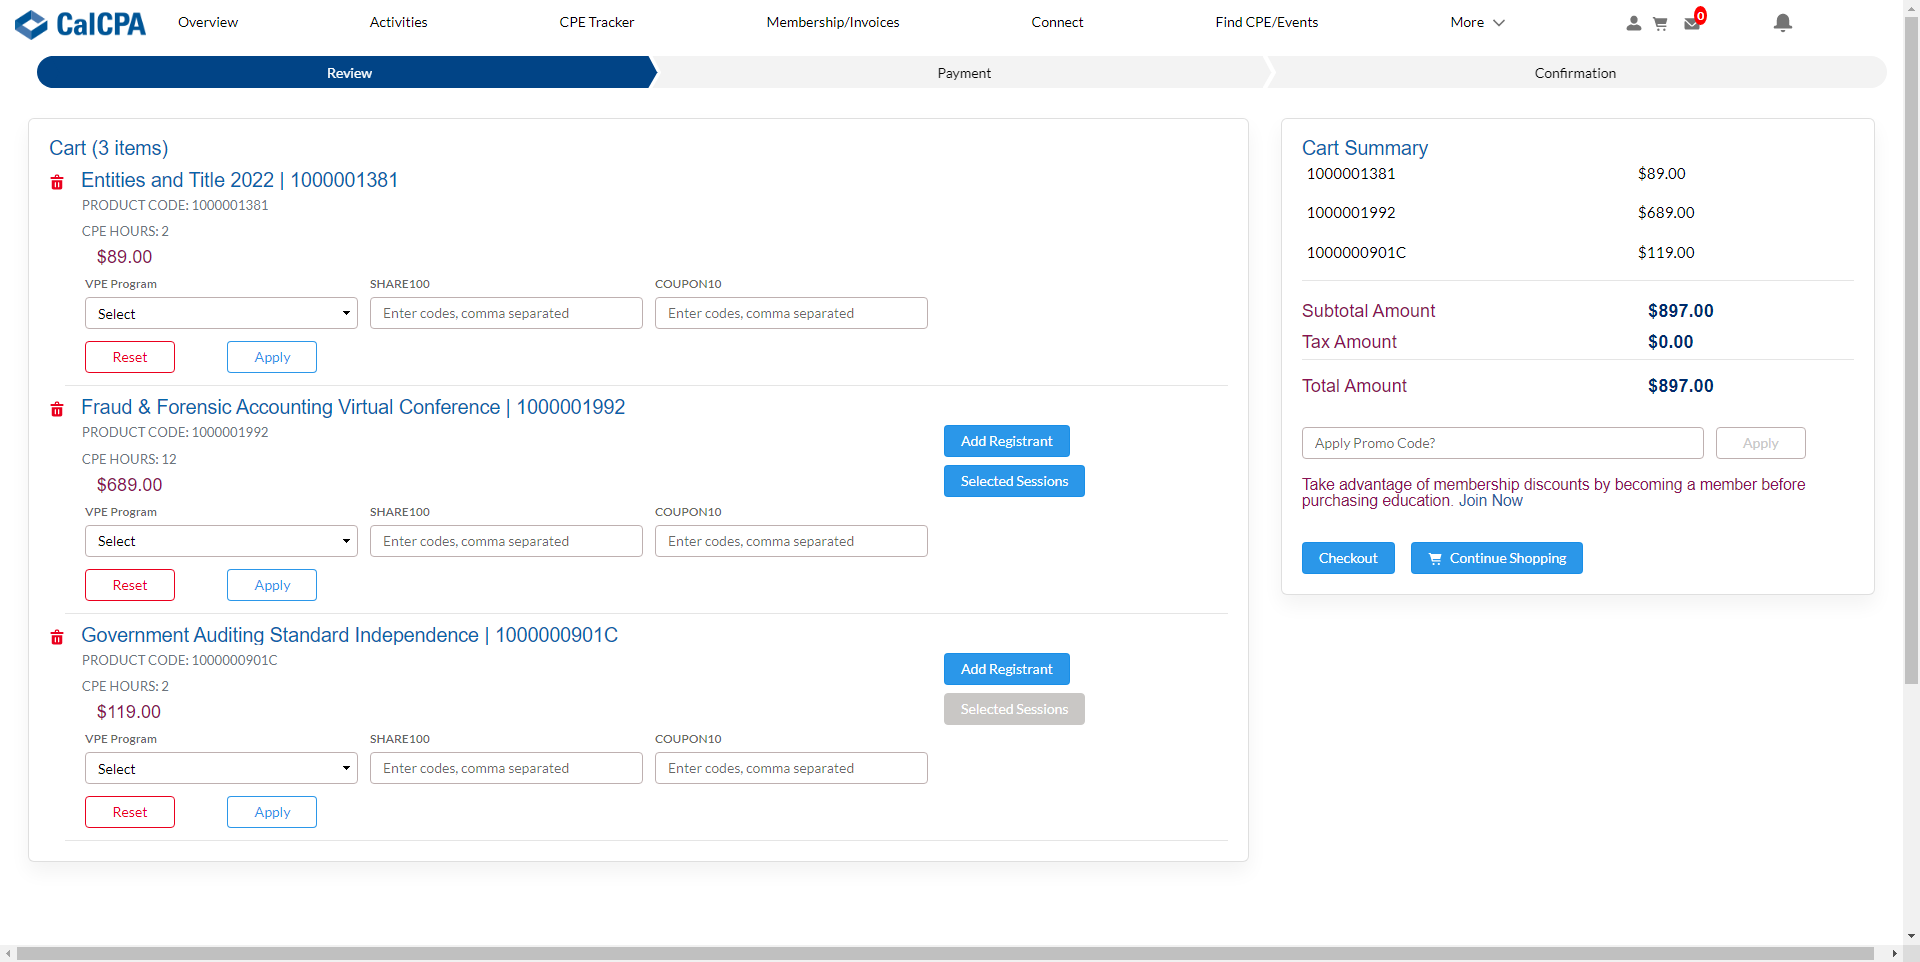 CalCPA
Overview
Activities
CPE Tracker
Membership/Invoices
Connect
Find CPE/Events
More
0
Review
Payment
Confirmation
Cart (3 items)
Entities and Title 2022 | 1000001381
PRODUCT CODE: 1000001381
CPE HOURS: 2
$89.00
VPE Program
SHARE100
COUPON10
Select
Enter codes, comma separated
Enter codes, comma separated
Reset
Apply
Fraud & Forensic Accounting Virtual Conference | 1000001992
PRODUCT CODE: 1000001992
CPE HOURS: 12
$689.00
Add Registrant
Selected Sessions
VPE Program
SHARE100
COUPON10
Select
Enter codes, comma separated
Enter codes, comma separated
Reset
Apply
Government Auditing Standard Independence | 1000000901C
PRODUCT CODE: 1000000901C
CPE HOURS: 2
$119.00
Add Registrant
Selected Sessions
VPE Program
SHARE100
COUPON10
Select
Enter codes, comma separated
Enter codes, comma separated
Reset
Apply
Cart Summary
1000001381 $89.00
1000001992 $689.00
1000000901C $119.00
Subtotal Amount $897.00
Tax Amount $0.00
Total Amount $897.00
Apply Promo Code?
Apply
Take advantage of membership discounts by becoming a member before
purchasing education. Join Now
Checkout
Continue Shopping